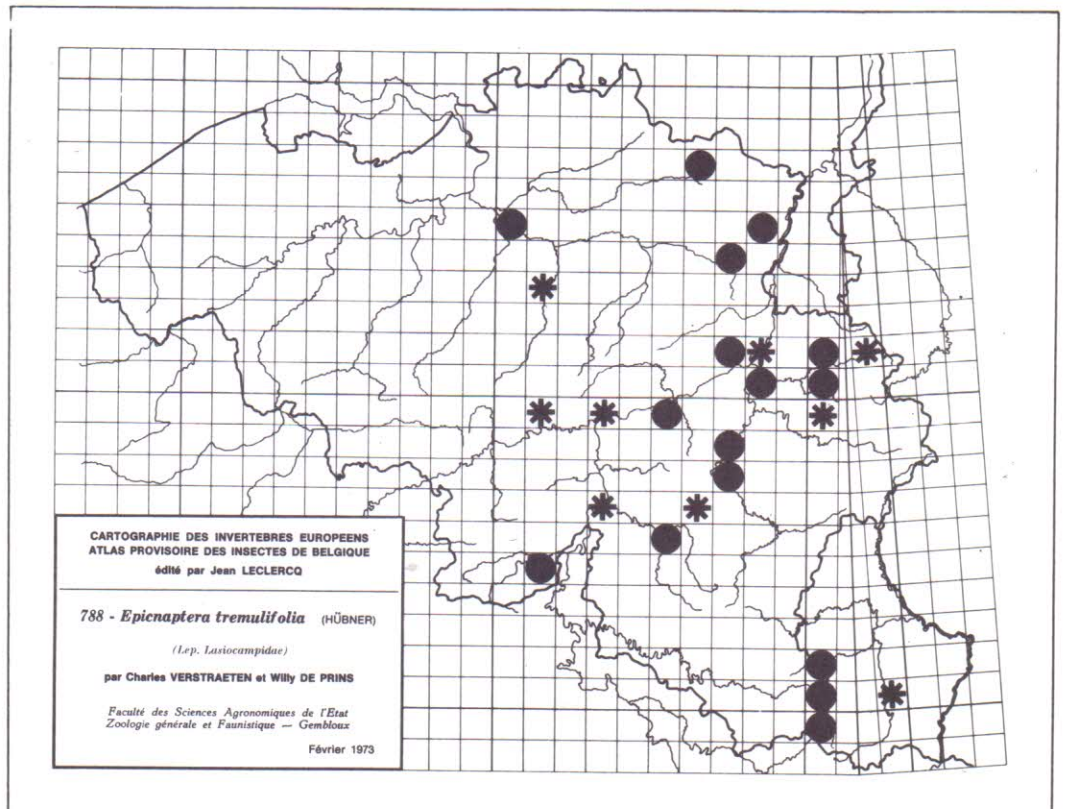 CARTOGRAPHIE DES INVERTEBRES EUROPEENS
ATLAS PROVISOIRE DES INSECTES DE BELGIQUE
édité par Jean LECLERCQ
788 - Epicnaptera tremulifolia (HÜBNER)
(Lep. Lasiocampidae)
par Charles VERSTRAETEN et Willy DE PRINS
Faculté des Sciences Agronomiques de l'Etat
Zoologie générale et Faunistique — Gembloux
Février 1973